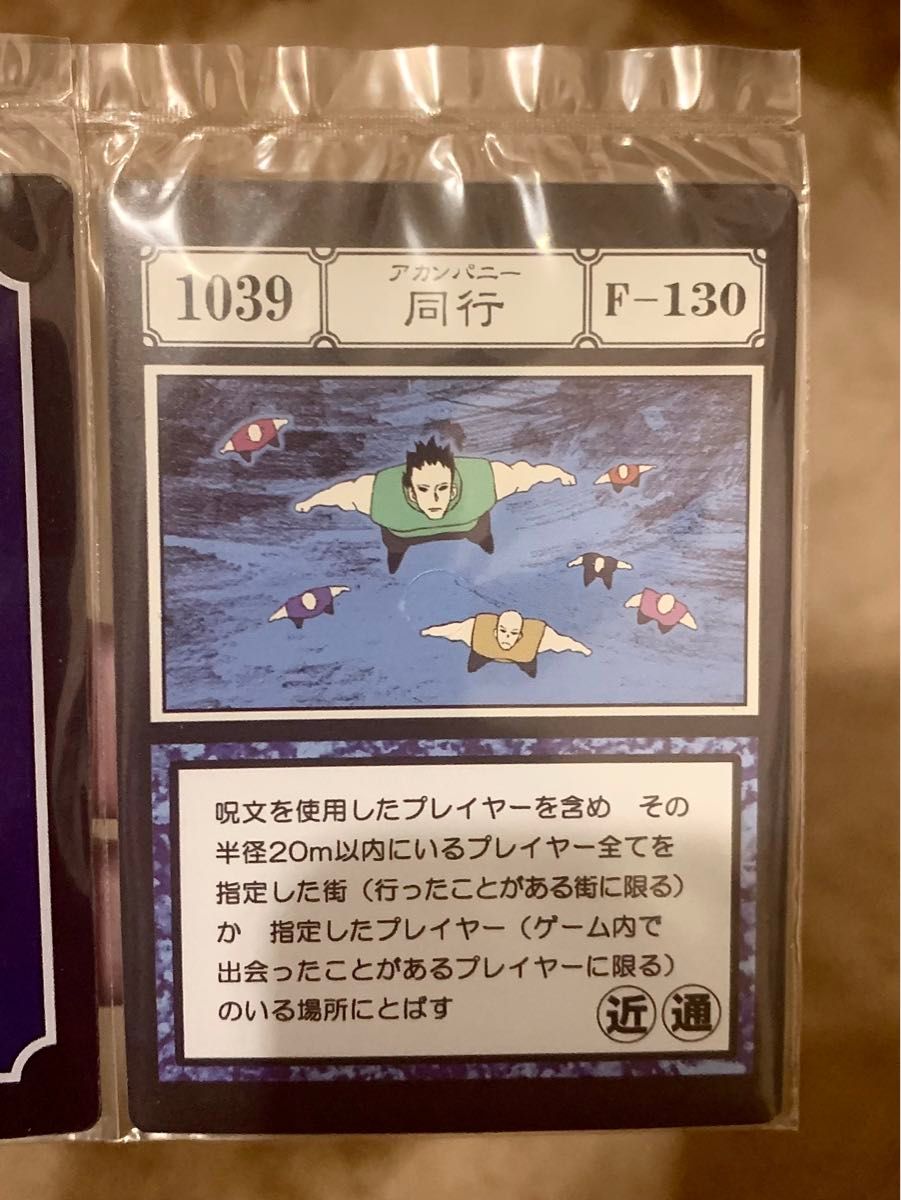 1039
アカンパニー
同行
F-130
呪文を使用したプレイヤーを含め　その
半径20m以内にいるプレイヤー全てを
指定した街（行ったことがある街に限る）
か　指定したプレイヤー（ゲーム内で
出会ったことがあるプレイヤーに限る）
のいる場所にとばす
近 通